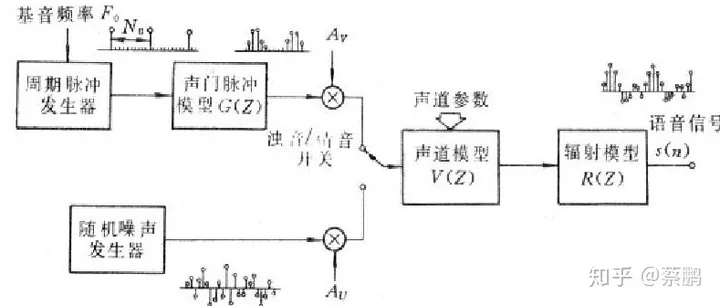 基音频率 F₀
N₀
周期脉冲
发生器
声门脉冲
模型 G(Z)
A_V
浊音/清音
开关
声道参数
声道模型
V(Z)
辐射模型
R(Z)
语音信号
s(n)
随机噪声
发生器
A_U
知乎 @蔡鹏